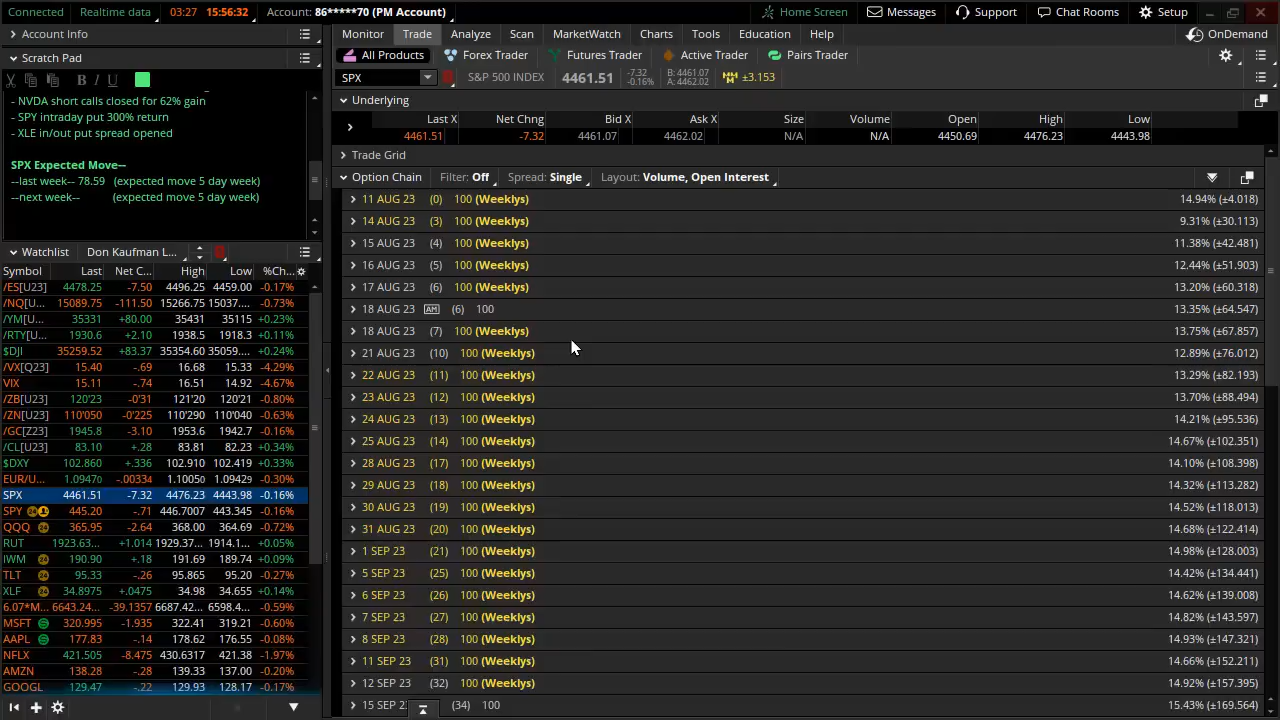 Connected Realtime data 03:27 15:56:32 Account: 86*****70 (PM Account) Home Screen Messages Support Chat Rooms Setup
Account Info
Scratch Pad
B I U
- NVDA short calls closed for 62% gain
- SPY intraday put 300% return
- XLE in/out put spread opened
SPX Expected Move--
--last week-- 78.59 (expected move 5 day week)
--next week-- (expected move 5 day week)
Watchlist Don Kaufman L...
Symbol Last Net C... High Low %Ch...
/ES[U23] 4478.25 -7.50 4496.25 4459.00 -0.17%
/NQ[U... 15089.75 -111.50 15266.75 15037.... -0.73%
/YM[U... 35331 +80.00 35431 35115 +0.23%
/RTY[U... 1930.6 +2.10 1938.5 1918.3 +0.11%
$DJI 35259.52 +83.37 35354.60 35059.... +0.24%
/VX[Q23] 15.40 -.69 16.68 15.33 -4.29%
VIX 15.11 -.74 16.51 14.92 -4.67%
/ZB[U23] 120'23 -0'31 121'20 121'01 -0.80%
/ZN[U23] 110'050 -0'225 110'290 110'040 -0.63%
/GC[Z23] 1945.8 -3.10 1953.6 1942.7 -0.16%
/CL[U23] 83.10 +.28 83.81 82.23 +0.34%
$DXY 102.860 +.336 102.910 102.419 +0.33%
EUR/U... 1.09470 -.00334 1.10050 1.09429 -0.30%
SPX 4461.51 -7.32 4476.23 4443.98 -0.16%
SPY 24 445.20 -.71 446.7007 443.345 -0.16%
QQQ 365.95 -2.64 368.00 364.69 -0.72%
RUT 1923.63... +1.014 1929.37... 1914.1... +0.05%
IWM 24 190.90 +.18 191.69 189.74 +0.09%
TLT 24 95.33 -.26 95.865 95.20 -0.27%
XLF 24 34.8975 +.0475 34.98 34.655 +0.14%
6.07*M... 6643.24... -39.1357 6687.42... 6598.4... -0.59%
MSFT 320.995 -1.935 322.41 319.21 -0.60%
AAPL 177.83 -.14 178.62 176.55 -0.08%
NFLX 421.505 -8.475 430.6317 421.38 -1.97%
AMZN 138.28 -.28 139.33 137.00 -0.20%
GOOGL 129.47 -.22 129.93 128.17 -0.17%
Monitor Trade Analyze Scan MarketWatch Charts Tools Education Help OnDemand
All Products Forex Trader Futures Trader Active Trader Pairs Trader
SPX S&P 500 INDEX 4461.51 -7.32 -0.16% B: 4461.07 A: 4462.02 ±3.153
Underlying
Last X Net Chng Bid X Ask X Size Volume Open High Low
4461.51 -7.32 4461.07 4462.02 N/A N/A 4450.69 4476.23 4443.98
Trade Grid
Option Chain Filter: Off Spread: Single Layout: Volume, Open Interest
11 AUG 23 (0) 100 (Weeklys) 14.94% (±4.018)
14 AUG 23 (3) 100 (Weeklys) 9.31% (±30.113)
15 AUG 23 (4) 100 (Weeklys) 11.38% (±42.481)
16 AUG 23 (5) 100 (Weeklys) 12.44% (±51.903)
17 AUG 23 (6) 100 (Weeklys) 13.20% (±60.318)
18 AUG 23 AM (6) 100 13.35% (±64.547)
18 AUG 23 (7) 100 (Weeklys) 13.75% (±67.857)
21 AUG 23 (10) 100 (Weeklys) 12.89% (±76.012)
22 AUG 23 (11) 100 (Weeklys) 13.29% (±82.193)
23 AUG 23 (12) 100 (Weeklys) 13.70% (±88.494)
24 AUG 23 (13) 100 (Weeklys) 14.21% (±95.536)
25 AUG 23 (14) 100 (Weeklys) 14.67% (±102.351)
28 AUG 23 (17) 100 (Weeklys) 14.10% (±108.398)
29 AUG 23 (18) 100 (Weeklys) 14.32% (±113.282)
30 AUG 23 (19) 100 (Weeklys) 14.52% (±118.013)
31 AUG 23 (20) 100 (Weeklys) 14.68% (±122.414)
1 SEP 23 (21) 100 (Weeklys) 14.98% (±128.003)
5 SEP 23 (25) 100 (Weeklys) 14.42% (±134.441)
6 SEP 23 (26) 100 (Weeklys) 14.62% (±139.008)
7 SEP 23 (27) 100 (Weeklys) 14.82% (±143.597)
8 SEP 23 (28) 100 (Weeklys) 14.93% (±147.321)
11 SEP 23 (31) 100 (Weeklys) 14.66% (±152.211)
12 SEP 23 (32) 100 (Weeklys) 14.92% (±157.395)
15 SEP 2 (34) 100 15.43% (±169.564)